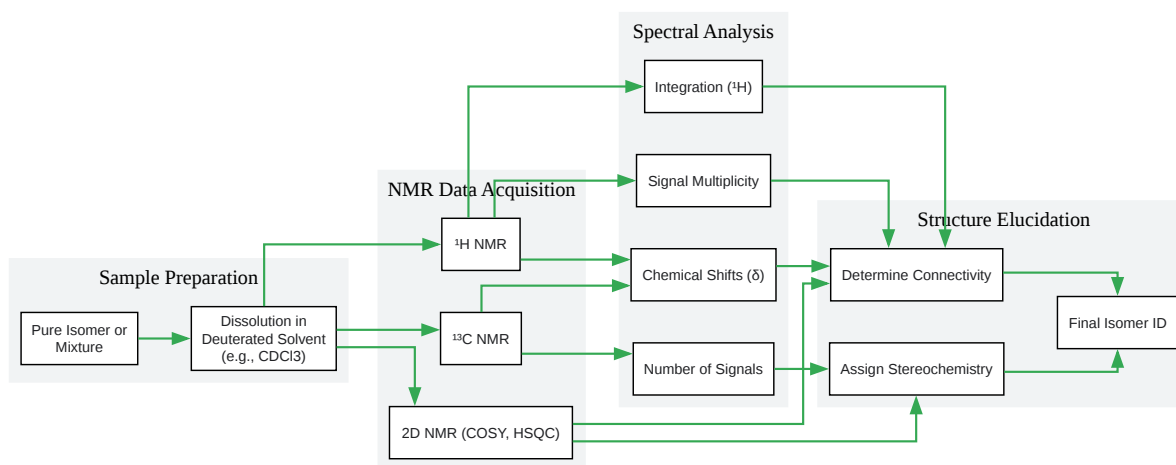 Sample Preparation
Pure Isomer or
Mixture
Dissolution in
Deuterated Solvent
(e.g., CDCl3)
NMR Data Acquisition
¹H NMR
¹³C NMR
2D NMR (COSY, HSQC)
Spectral Analysis
Integration (¹H)
Signal Multiplicity
Chemical Shifts (δ)
Number of Signals
Structure Elucidation
Determine Connectivity
Assign Stereochemistry
Final Isomer ID